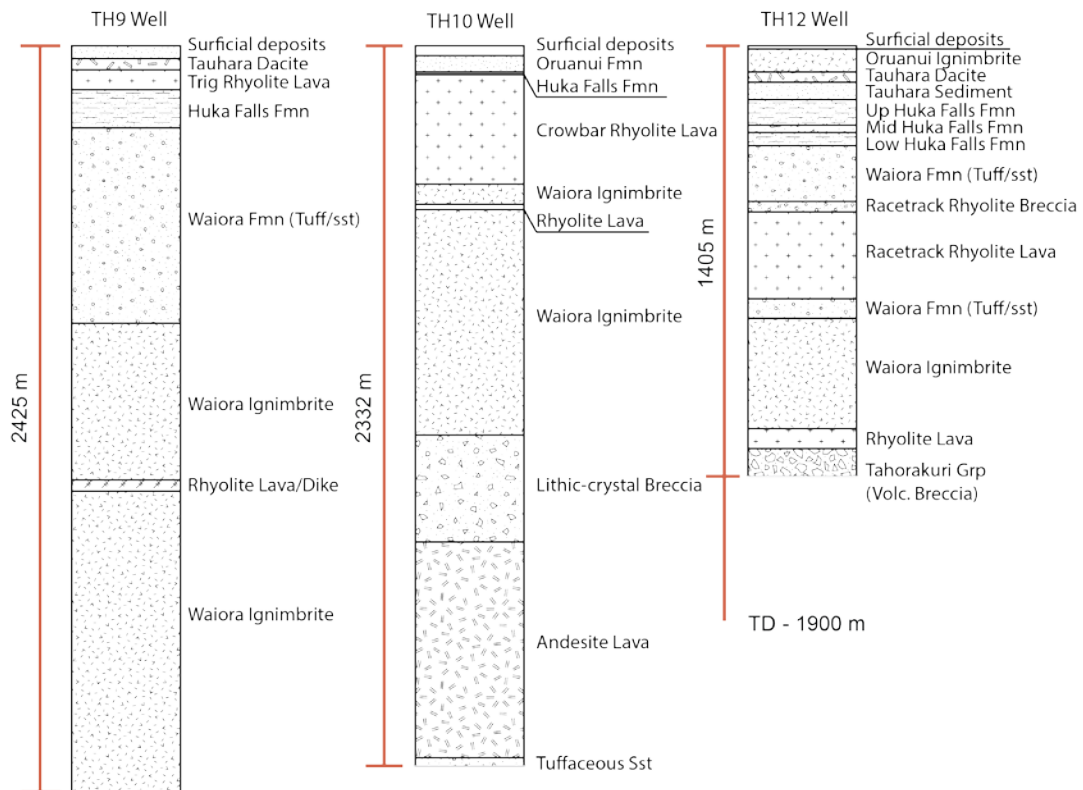 TH9 Well
Surficial deposits
Tauhara Dacite
Trig Rhyolite Lava
Huka Falls Fmn
Waiora Fmn (Tuff/sst)
Waiora Ignimbrite
Rhyolite Lava/Dike
Waiora Ignimbrite
2425 m
TH10 Well
Surficial deposits
Oruanui Fmn
Huka Falls Fmn
Crowbar Rhyolite Lava
Waiora Ignimbrite
Rhyolite Lava
Waiora Ignimbrite
Lithic-crystal Breccia
Andesite Lava
Tuffaceous Sst
2332 m
TH12 Well
Surficial deposits
Oruanui Ignimbrite
Tauhara Dacite
Tauhara Sediment
Up Huka Falls Fmn
Mid Huka Falls Fmn
Low Huka Falls Fmn
Waiora Fmn (Tuff/sst)
Racetrack Rhyolite Breccia
Racetrack Rhyolite Lava
Waiora Fmn (Tuff/sst)
Waiora Ignimbrite
Rhyolite Lava
Tahorakuri Grp
(Volc. Breccia)
1405 m
TD - 1900 m